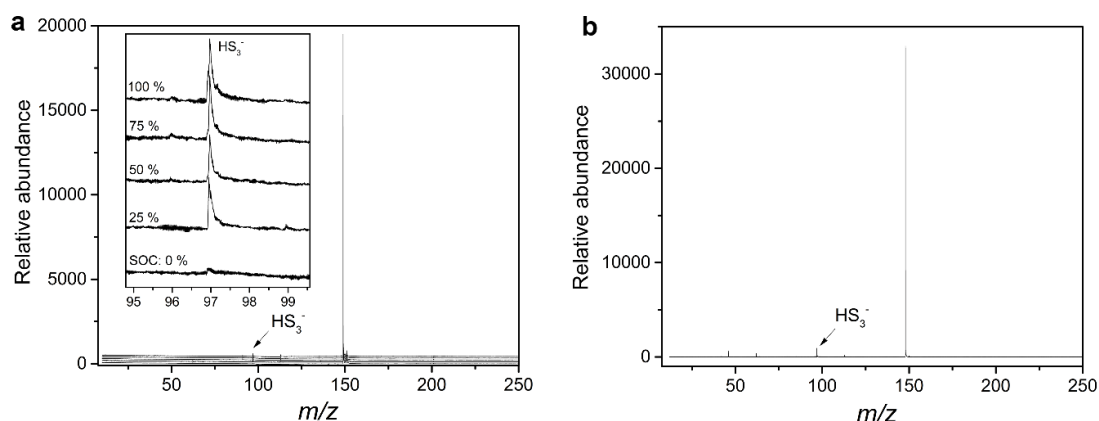 a
20000
15000
10000
5000
0
Relative abundance
HS₃⁻
100 %
75 %
50 %
25 %
SOC: 0 %
95 96 97 98 99
HS₃⁻
50 100 150 200 250
m/z
b
30000
20000
10000
0
Relative abundance
HS₃⁻
50 100 150 200 250
m/z